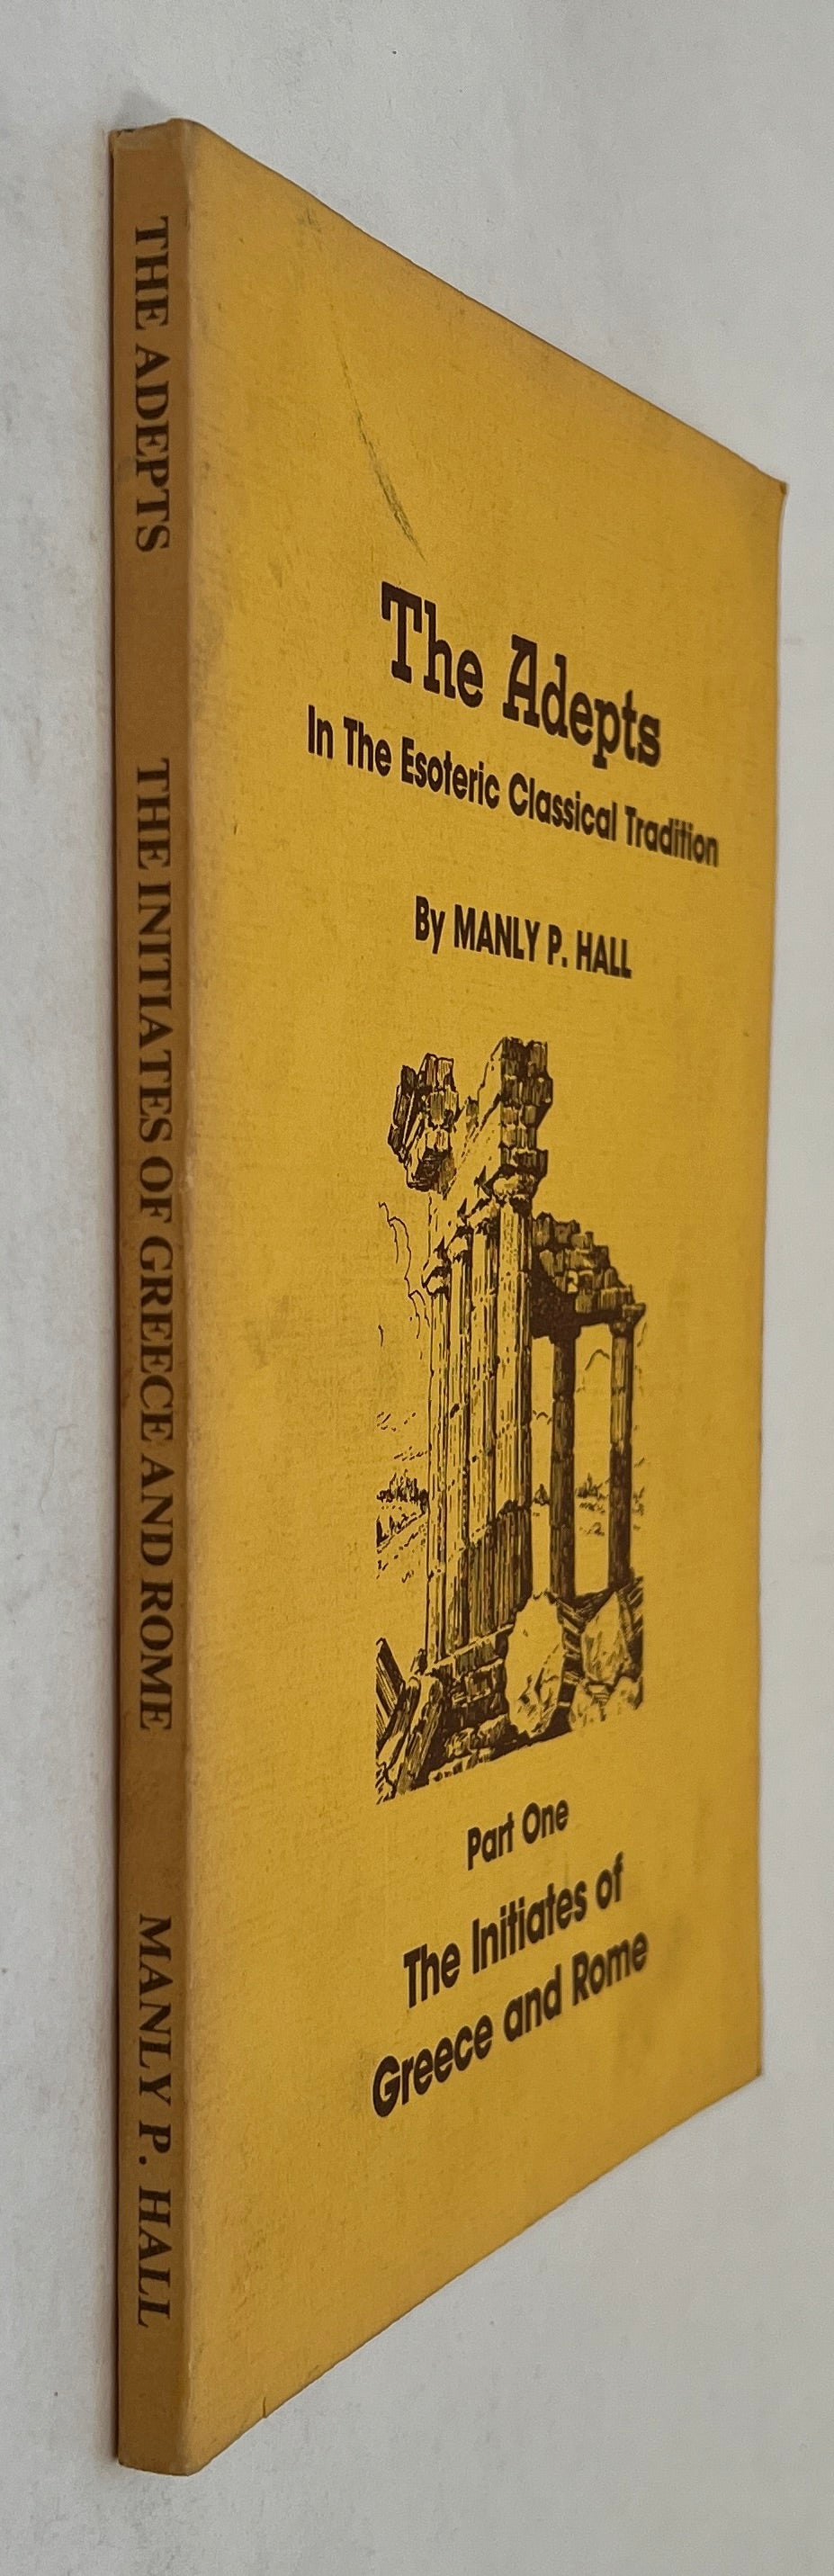 THE ADEPTS THE INITIATES OF GREECE AND ROME MANLY P. HALL
The Adepts
In The Esoteric Classical Tradition
By MANLY P. HALL
Part One
The Initiates of
Greece and Rome